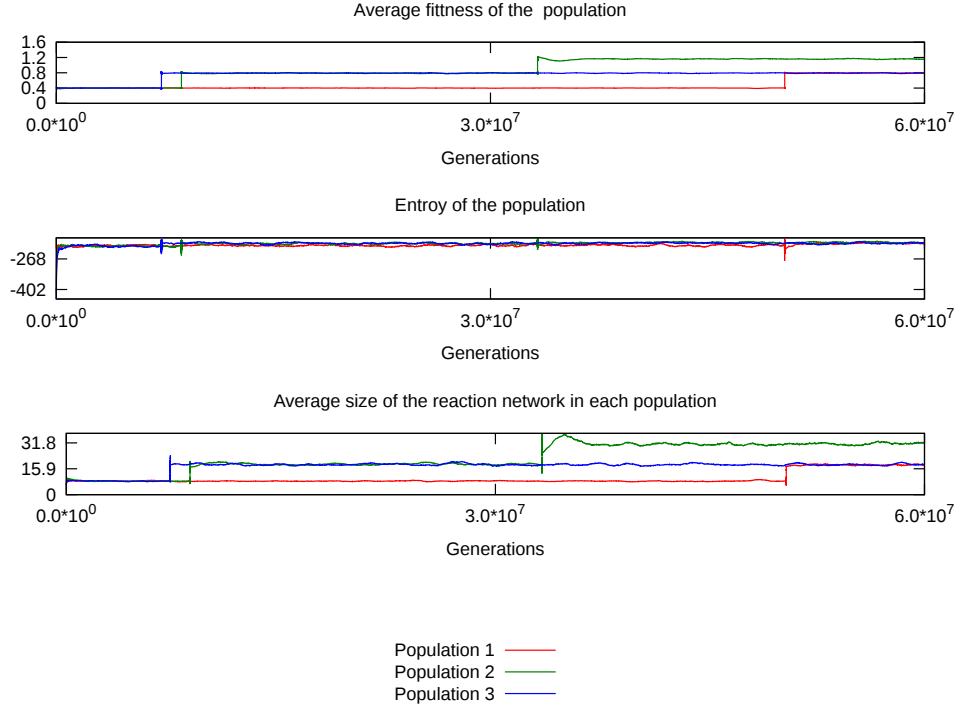 Average fittness of the  population
1.6
1.2
0.8
0.4
0
0.0*10^0 3.0*10^7 6.0*10^7
Generations
Entroy of the population
-268
-402
0.0*10^0 3.0*10^7 6.0*10^7
Generations
Average size of the reaction network in each population
31.8
15.9
0
0.0*10^0 3.0*10^7 6.0*10^7
Generations
Population 1
Population 2
Population 3